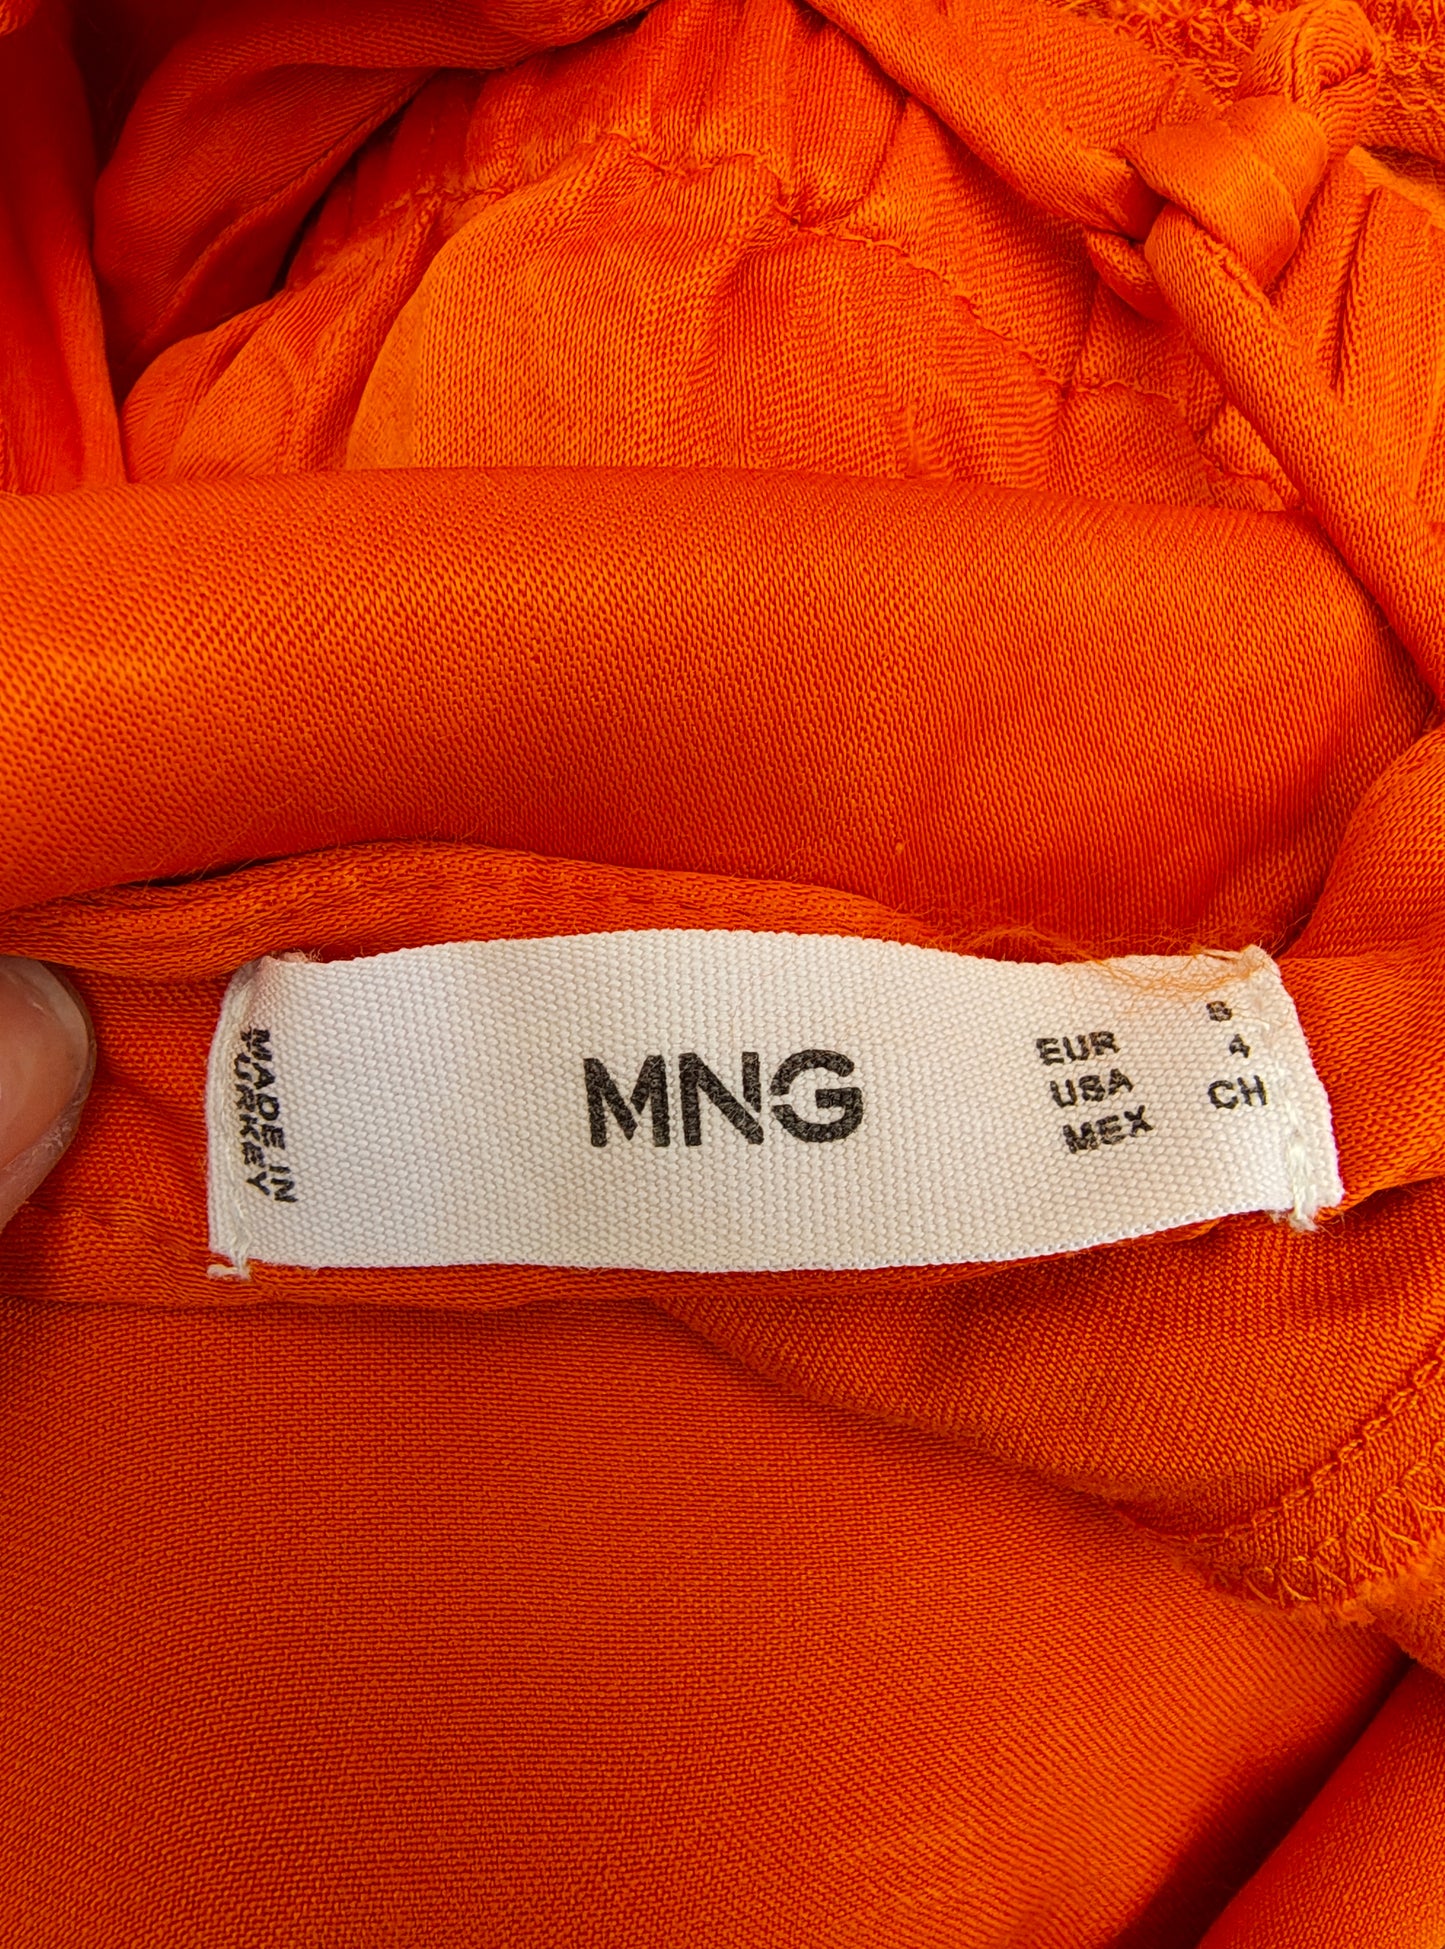 MADE IN
TURKEY
MNG
EUR S
USA 4
MEX CH